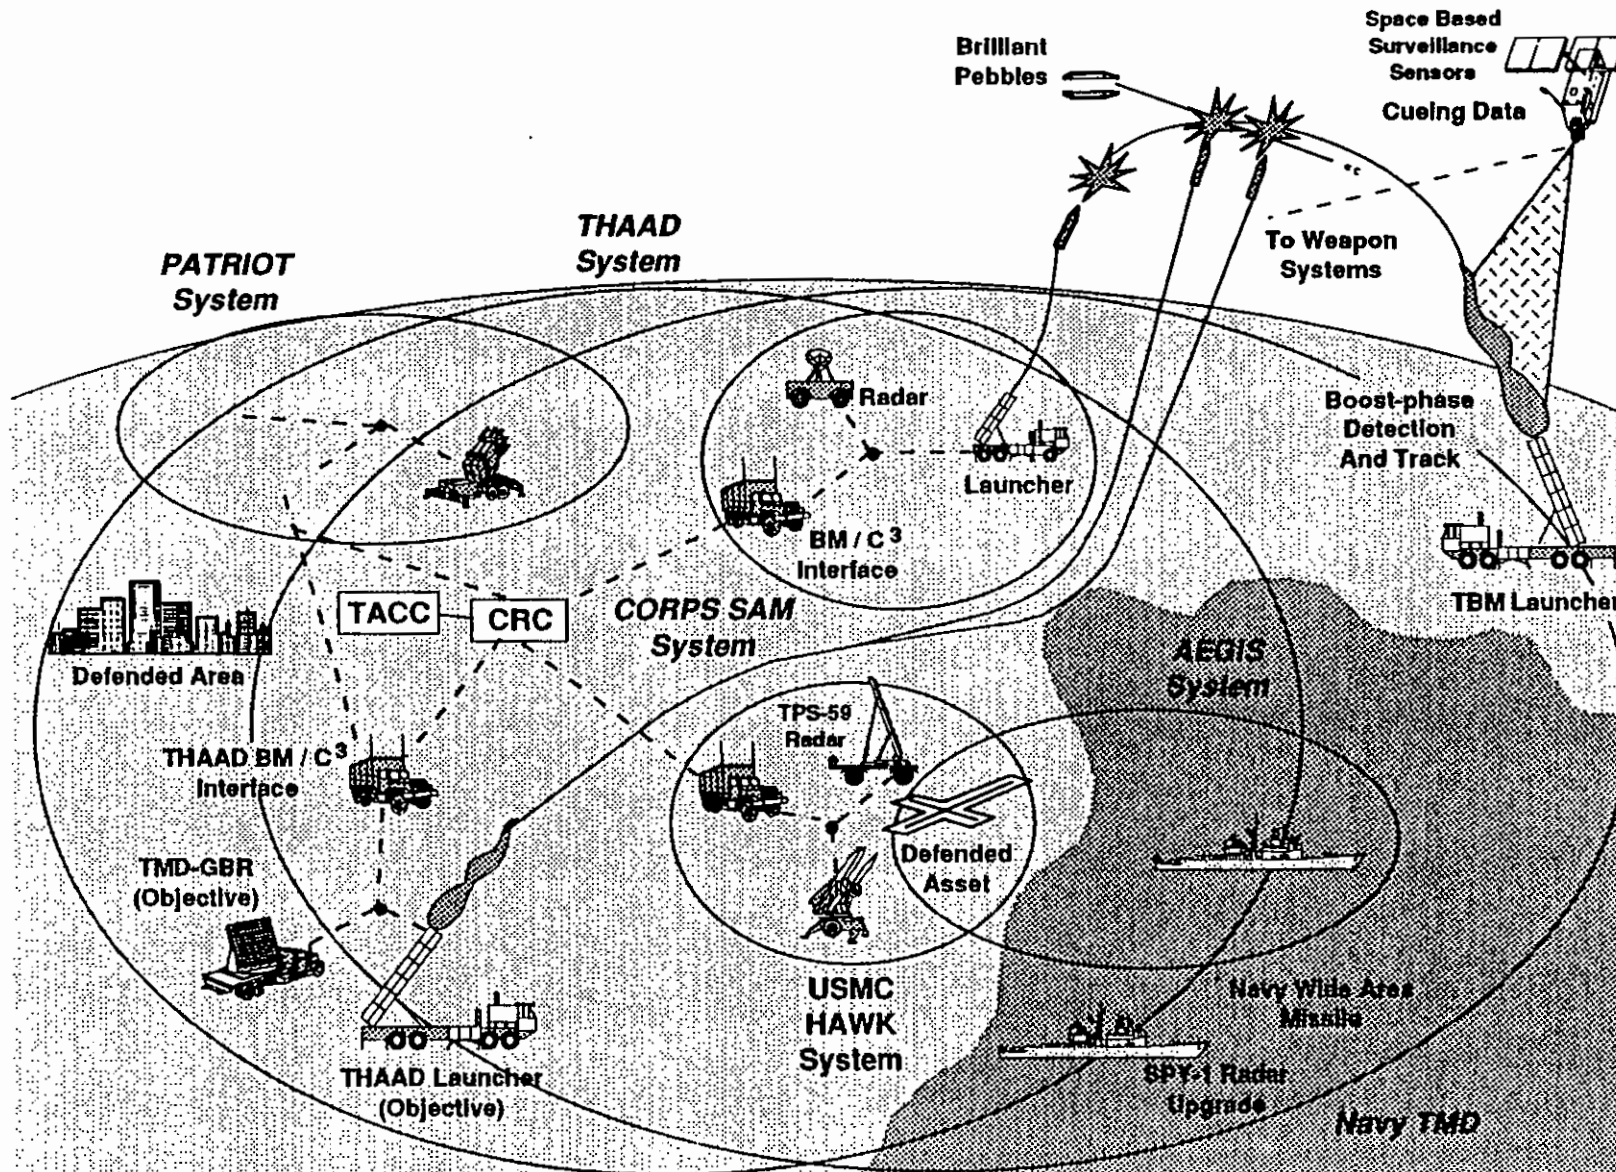 Space Based
Surveillance
Sensors
Cueing Data
Brilliant
Pebbles
To Weapon
Systems
THAAD
System
PATRIOT
System
Radar
Launcher
BM / C³
Interface
Boost-phase
Detection
And Track
TBM Launcher
TACC
CRC
CORPS SAM
System
AEGIS
System
Defended Area
TPS-59
Radar
THAAD BM / C³
Interface
Defended
Asset
TMD-GBR
(Objective)
USMC
HAWK
System
Navy Wide Area
Missile
THAAD Launcher
(Objective)
SPY-1 Radar
Upgrade
Navy TMD